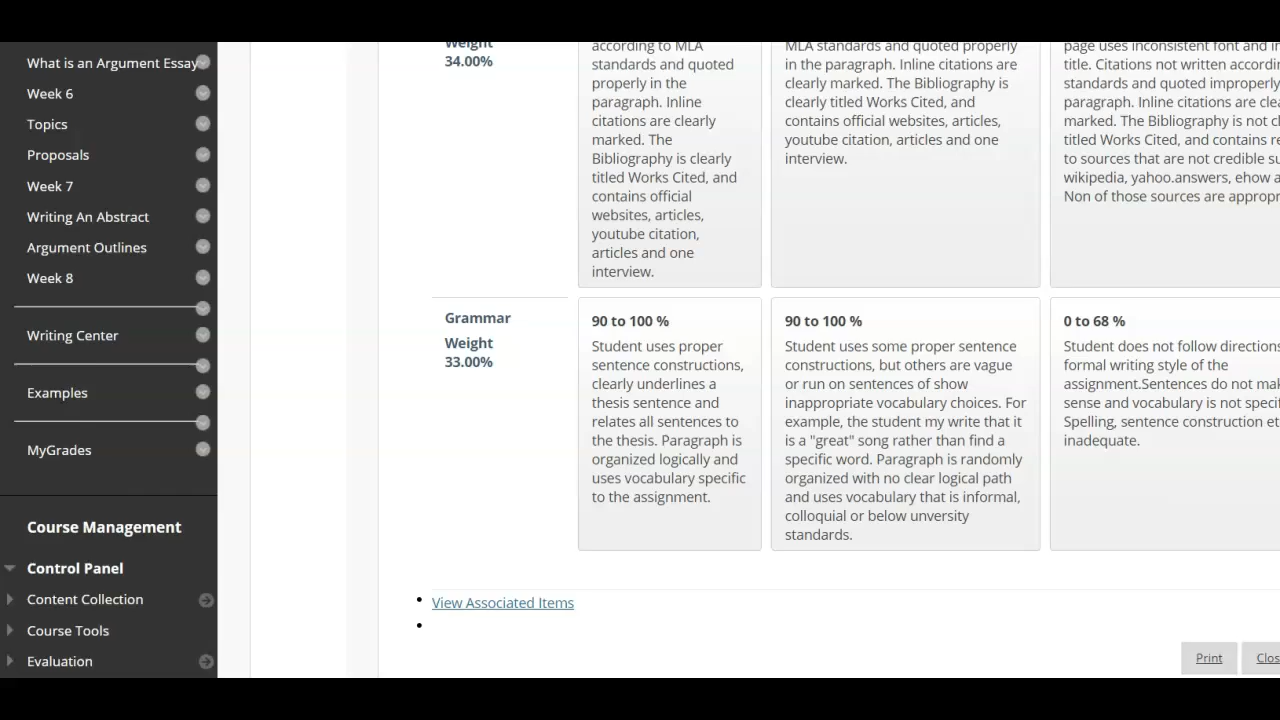 What is an Argument Essay
Week 6
Topics
Proposals
Week 7
Writing An Abstract
Argument Outlines
Week 8
Writing Center
Examples
MyGrades
Course Management
Control Panel
Content Collection
Course Tools
Evaluation
Weight
34.00%
according to MLA
standards and quoted
properly in the
paragraph. Inline
citations are clearly
marked. The
Bibliography is clearly
titled Works Cited, and
contains official
websites, articles,
youtube citation,
articles and one
interview.
MLA standards and quoted properly
in the paragraph. Inline citations are
clearly marked. The Bibliography is
clearly titled Works Cited, and
contains official websites, articles,
youtube citation, articles and one
interview.
page uses inconsistent font and
title. Citations not written
standards and quoted improperly
paragraph. Inline citations are
marked. The Bibliography is not
titled Works Cited, and contains
to sources that are not credible
wikipedia, yahoo.answers, ehow
Non of those sources are
Grammar
Weight
33.00%
90 to 100 %
Student uses proper
sentence constructions,
clearly underlines a
thesis sentence and
relates all sentences to
the thesis. Paragraph is
organized logically and
uses vocabulary specific
to the assignment.
90 to 100 %
Student uses some proper sentence
constructions, but others are vague
or run on sentences of show
inappropriate vocabulary choices. For
example, the student my write that it
is a "great" song rather than find a
specific word. Paragraph is randomly
organized with no clear logical path
and uses vocabulary that is informal,
colloquial or below unversity
standards.
0 to 68 %
Student does not follow directions
formal writing style of the
assignment.Sentences do not
sense and vocabulary is not
Spelling, sentence construction
inadequate.
View Associated Items
Print